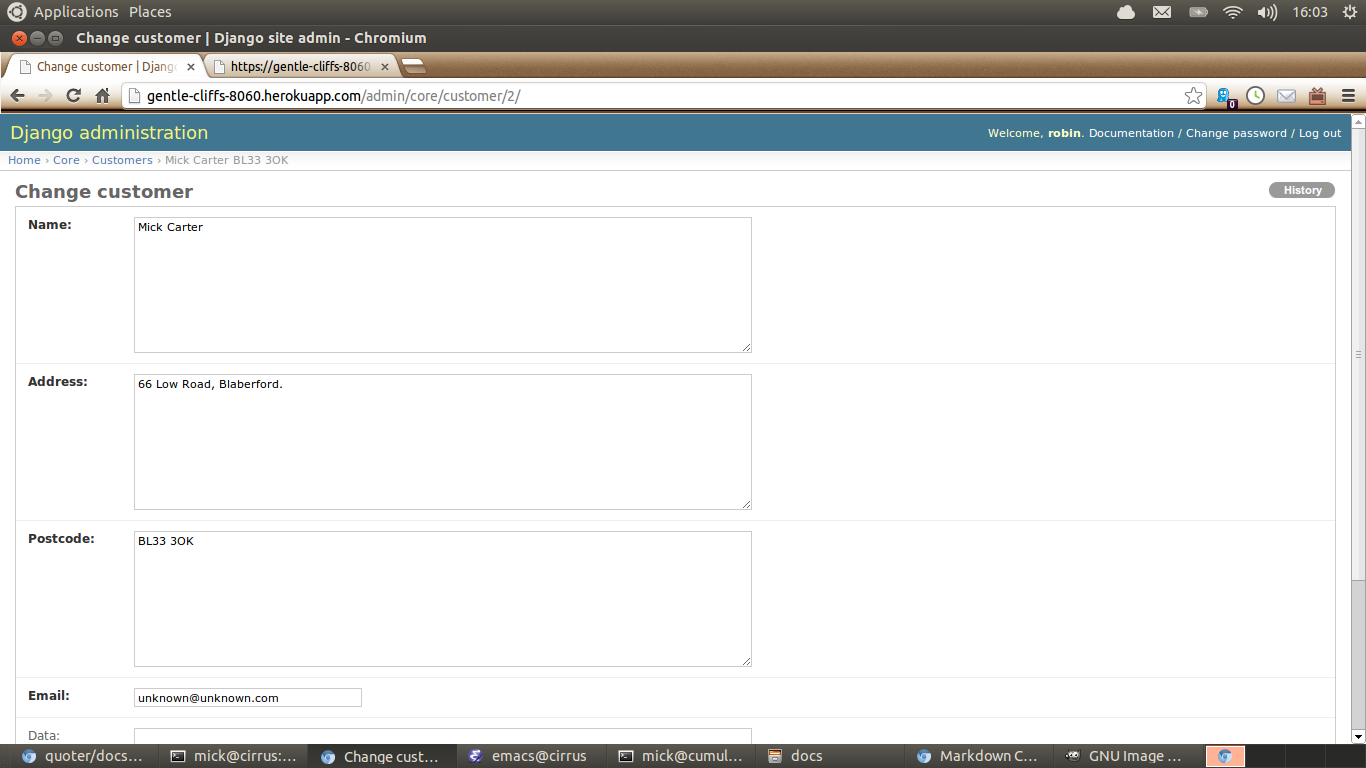 Applications Places 16:03
Change customer | Django site admin - Chromium
Change customer | Djang https://gentle-cliffs-8060
gentle-cliffs-8060.herokuapp.com/admin/core/customer/2/ 0
Django administration Welcome, robin. Documentation / Change password / Log out
Home › Core › Customers › Mick Carter BL33 3OK
Change customer History
Name: Mick Carter
Address: 66 Low Road, Blaberford.
Postcode: BL33 3OK
Email: unknown@unknown.com
Data:
quoter/docs... mick@cirrus:... Change cust... emacs@cirrus mick@cumul... docs Markdown C... GNU Image ...